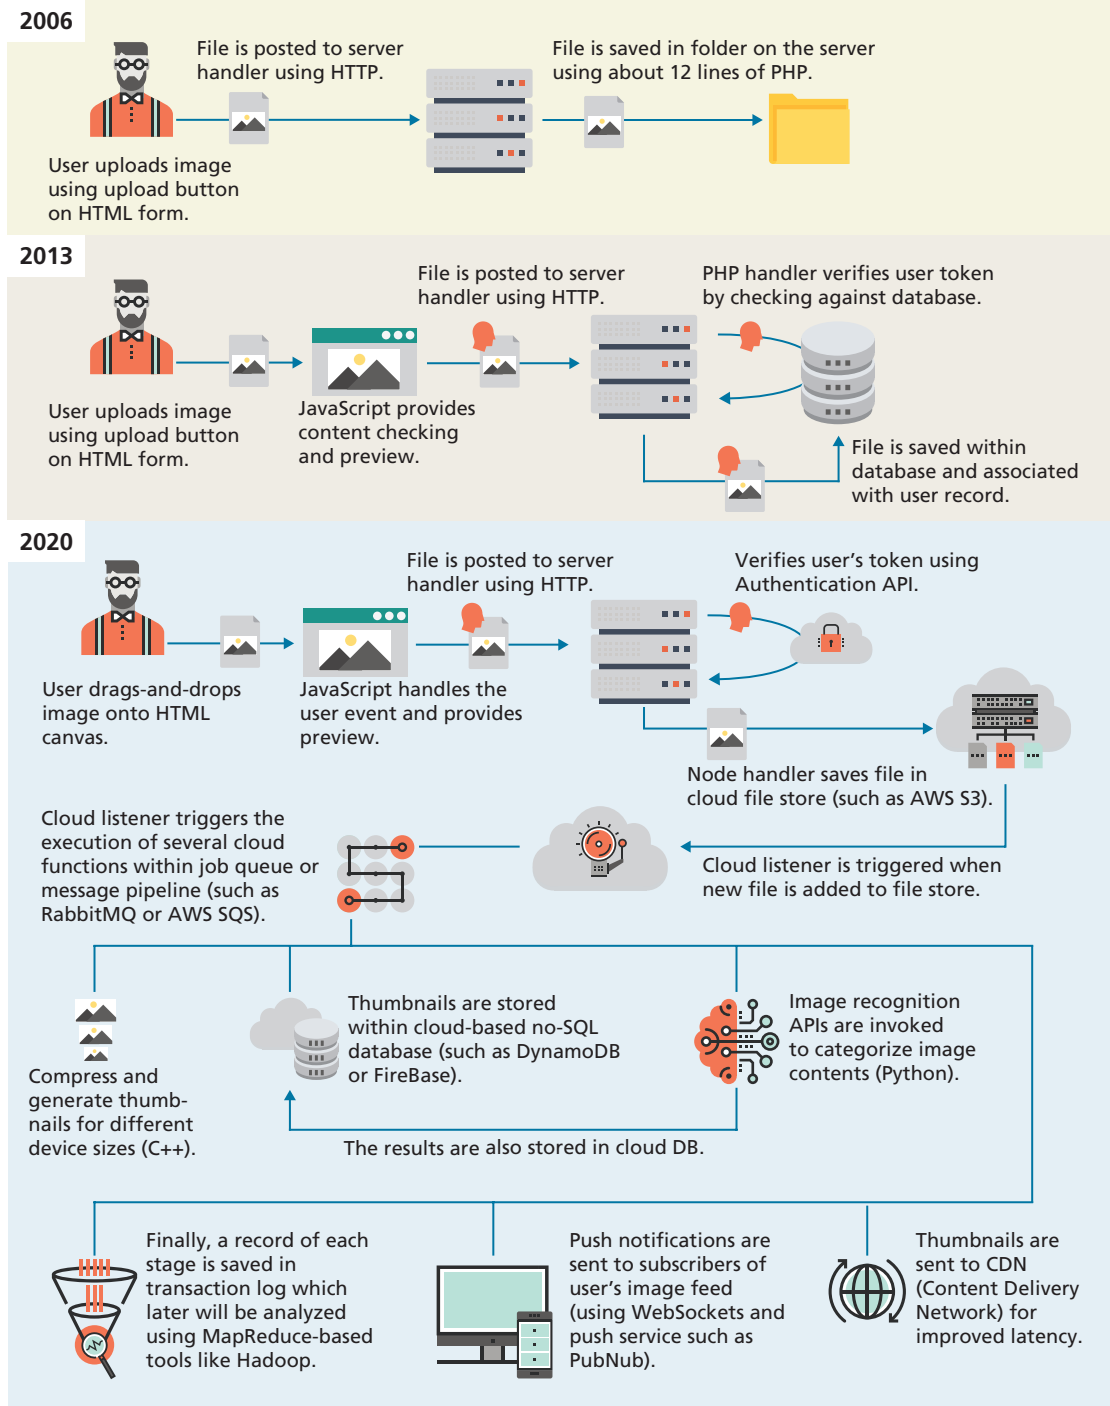 2006
File is posted to server
handler using HTTP.
File is saved in folder on the server
using about 12 lines of PHP.
User uploads image
using upload button
on HTML form.
2013
File is posted to server
handler using HTTP.
PHP handler verifies user token
by checking against database.
User uploads image
using upload button
on HTML form.
JavaScript provides
content checking
and preview.
File is saved within
database and associated
with user record.
2020
File is posted to server
handler using HTTP.
Verifies user’s token using
Authentication API.
User drags-and-drops
image onto HTML
canvas.
JavaScript handles the
user event and provides
preview.
Node handler saves file in
cloud file store (such as AWS S3).
Cloud listener triggers the
execution of several cloud
functions within job queue or
message pipeline (such as
RabbitMQ or AWS SQS).
Cloud listener is triggered when
new file is added to file store.
Compress and
generate thumb-
nails for different
device sizes (C++).
Thumbnails are stored
within cloud-based no-SQL
database (such as DynamoDB
or FireBase).
Image recognition
APIs are invoked
to categorize image
contents (Python).
The results are also stored in cloud DB.
Finally, a record of each
stage is saved in
transaction log which
later will be analyzed
using MapReduce-based
tools like Hadoop.
Push notifications are
sent to subscribers of
user’s image feed
(using WebSockets and
push service such as
PubNub).
Thumbnails are
sent to CDN
(Content Delivery
Network) for
improved latency.